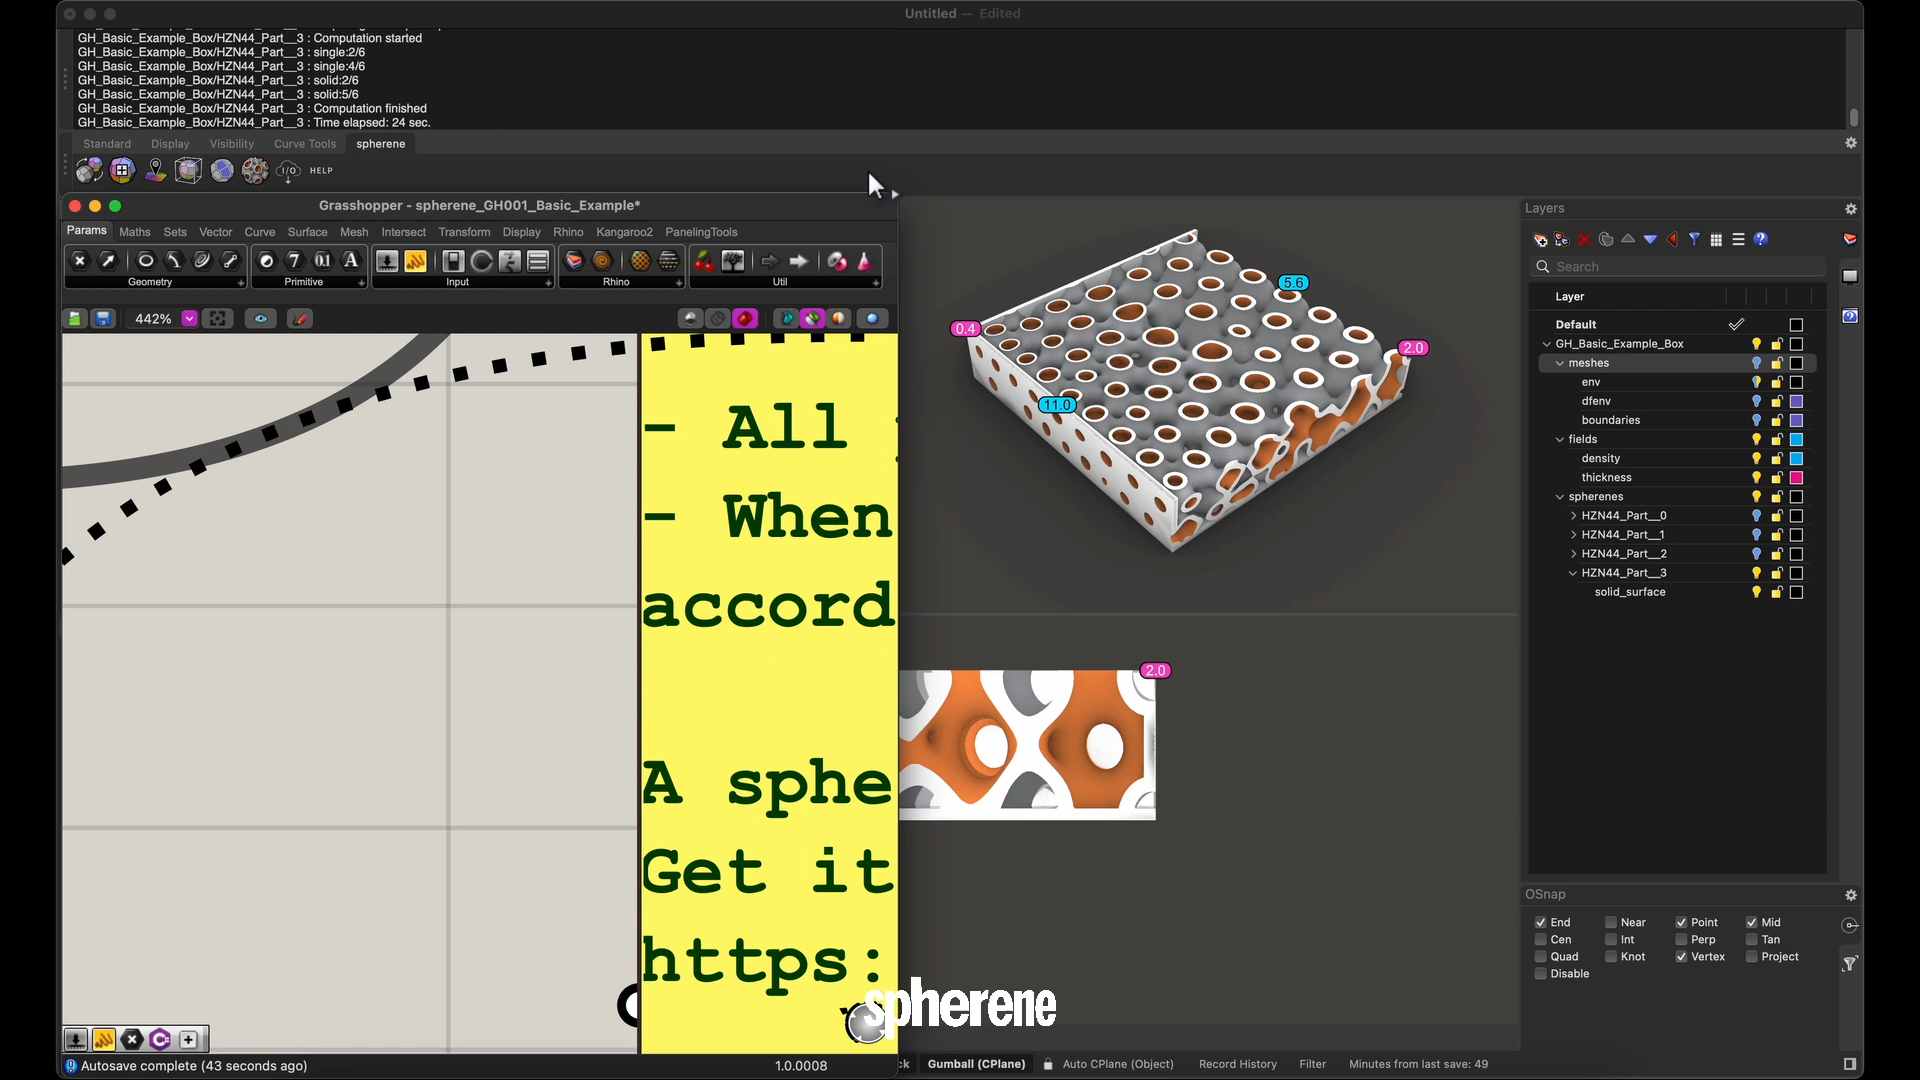 Untitled — Edited
GH_Basic_Example_Box/HZN44_Part__3 : Computation started
GH_Basic_Example_Box/HZN44_Part__3 : single:2/6
GH_Basic_Example_Box/HZN44_Part__3 : single:4/6
GH_Basic_Example_Box/HZN44_Part__3 : solid:2/6
GH_Basic_Example_Box/HZN44_Part__3 : solid:5/6
GH_Basic_Example_Box/HZN44_Part__3 : Computation finished
GH_Basic_Example_Box/HZN44_Part__3 : Time elapsed: 24 sec.
Standard Display Visibility Curve Tools spherene
I/O HELP
Grasshopper - spherene_GH001_Basic_Example*
Params Maths Sets Vector Curve Surface Mesh Intersect Transform Display Rhino Kangaroo2 PanelingTools
Geometry Primitive Input Rhino Util
442%
- All
- When
accord
A sphe
Get it
https:
spherene
Autosave complete (43 seconds ago) 1.0.0008
0.4
5.6
2.0
11.0
2.0
Layers
Search
Layer
Default
GH_Basic_Example_Box
meshes
env
dfenv
boundaries
fields
density
thickness
spherenes
HZN44_Part__0
HZN44_Part__1
HZN44_Part__2
HZN44_Part__3
solid_surface
OSnap
End Near Point Mid
Cen Int Perp Tan
Quad Knot Vertex Project
Disable
ck Gumball (CPlane) Auto CPlane (Object) Record History Filter Minutes from last save: 49